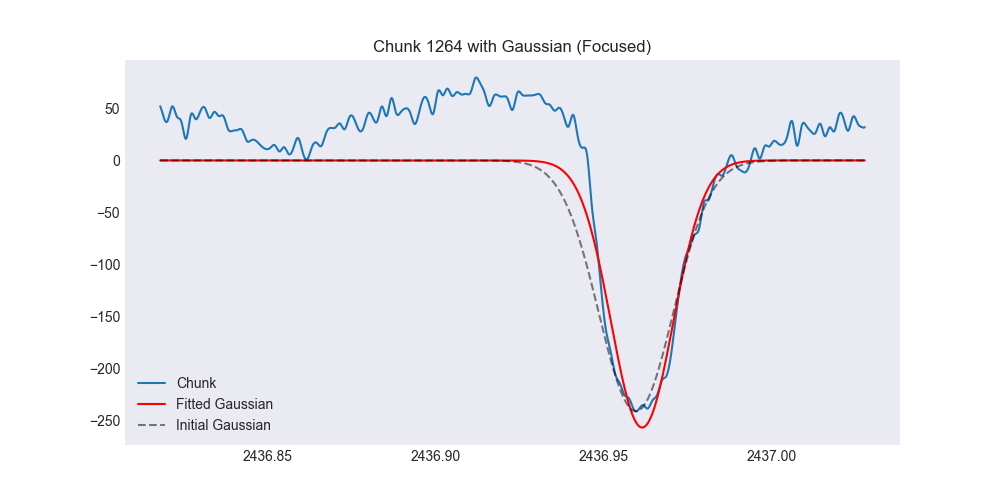 Chunk 1264 with Gaussian (Focused)
50
0
−50
−100
−150
−200
−250
Chunk
Fitted Gaussian
Initial Gaussian
2436.85 2436.90 2436.95 2437.00